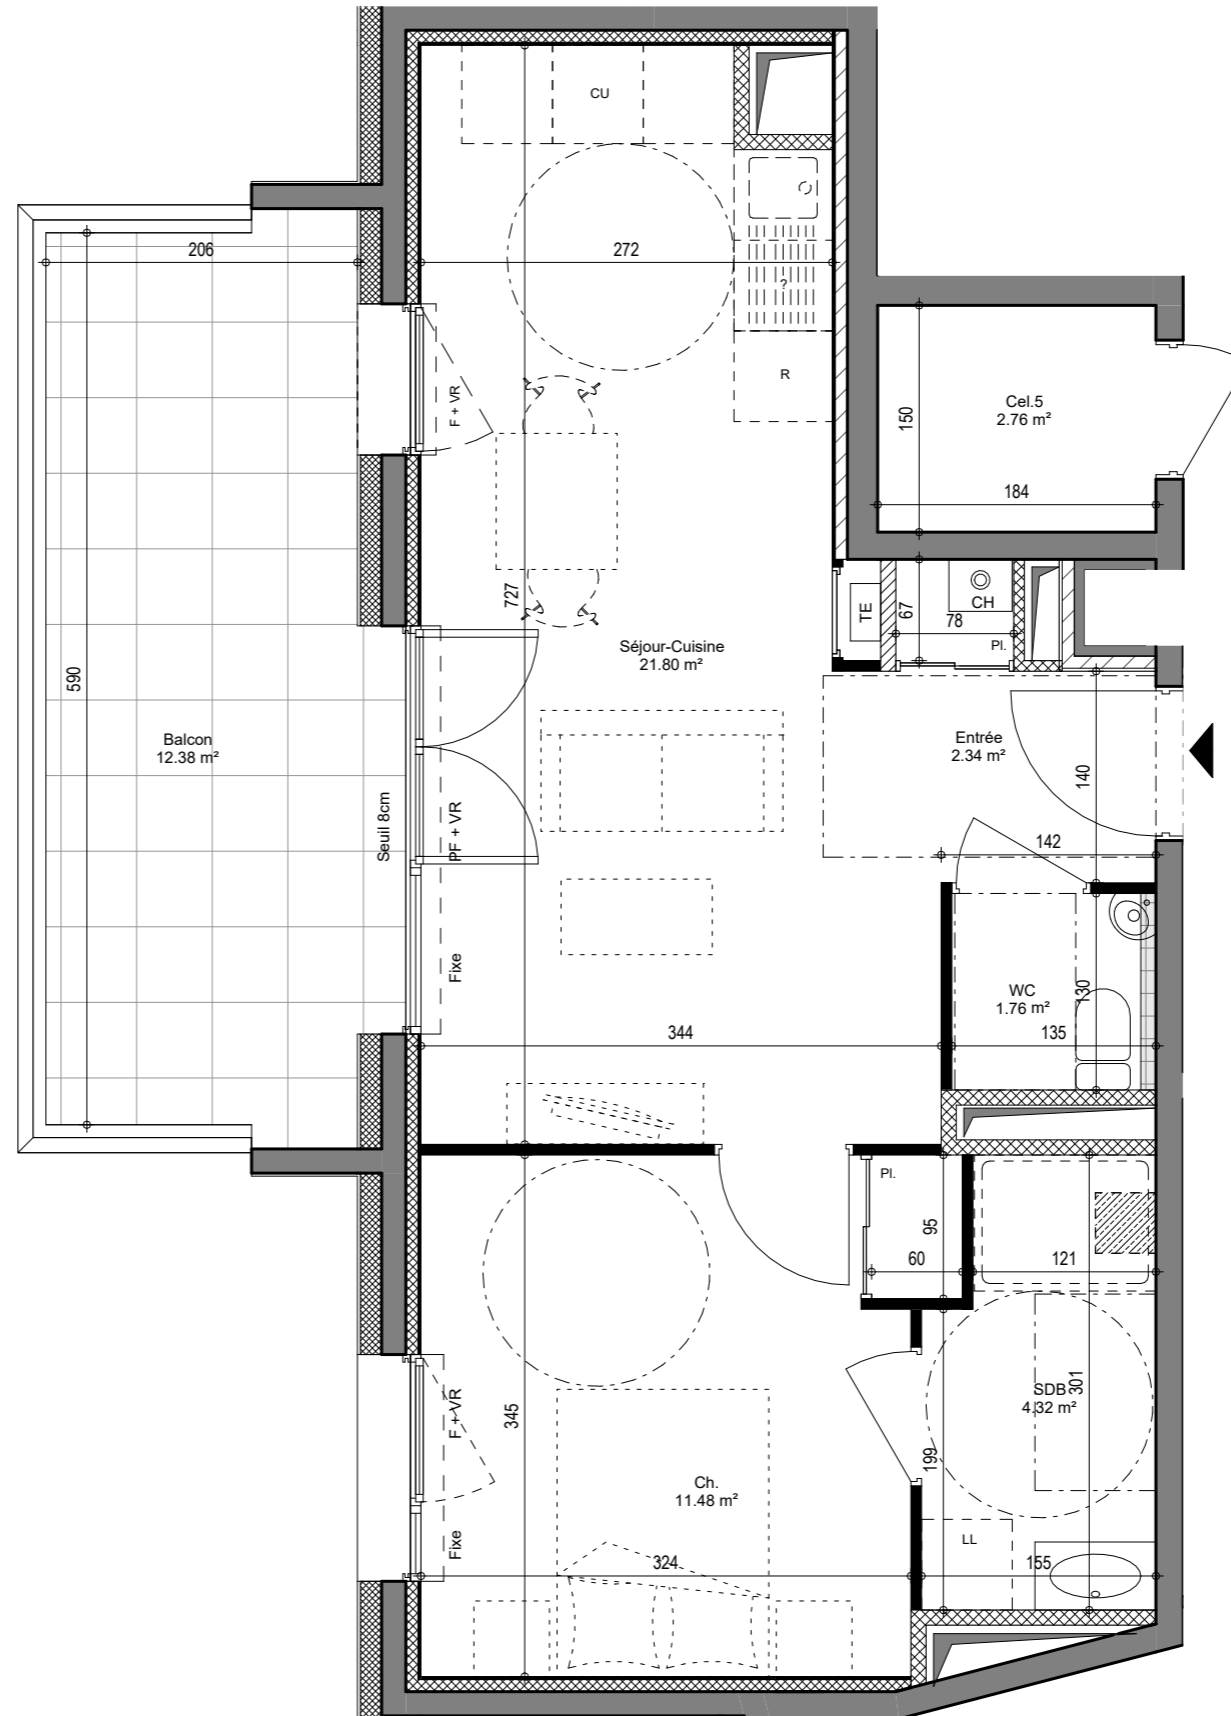 CU
206
272
?
F + VR
R
Cel.5
2.76 m²
150
184
TE
67
CH
78
Pl.
727
Séjour-Cuisine
21.80 m²
590
Balcon
12.38 m²
Entrée
2.34 m²
140
Seuil 8cm
PF + VR
142
Fixe
WC
1.76 m²
130
344
135
Pl.
95
60
121
F + VR
345
SDB
4.32 m²
301
199
Ch.
11.48 m²
Fixe
LL
324
155